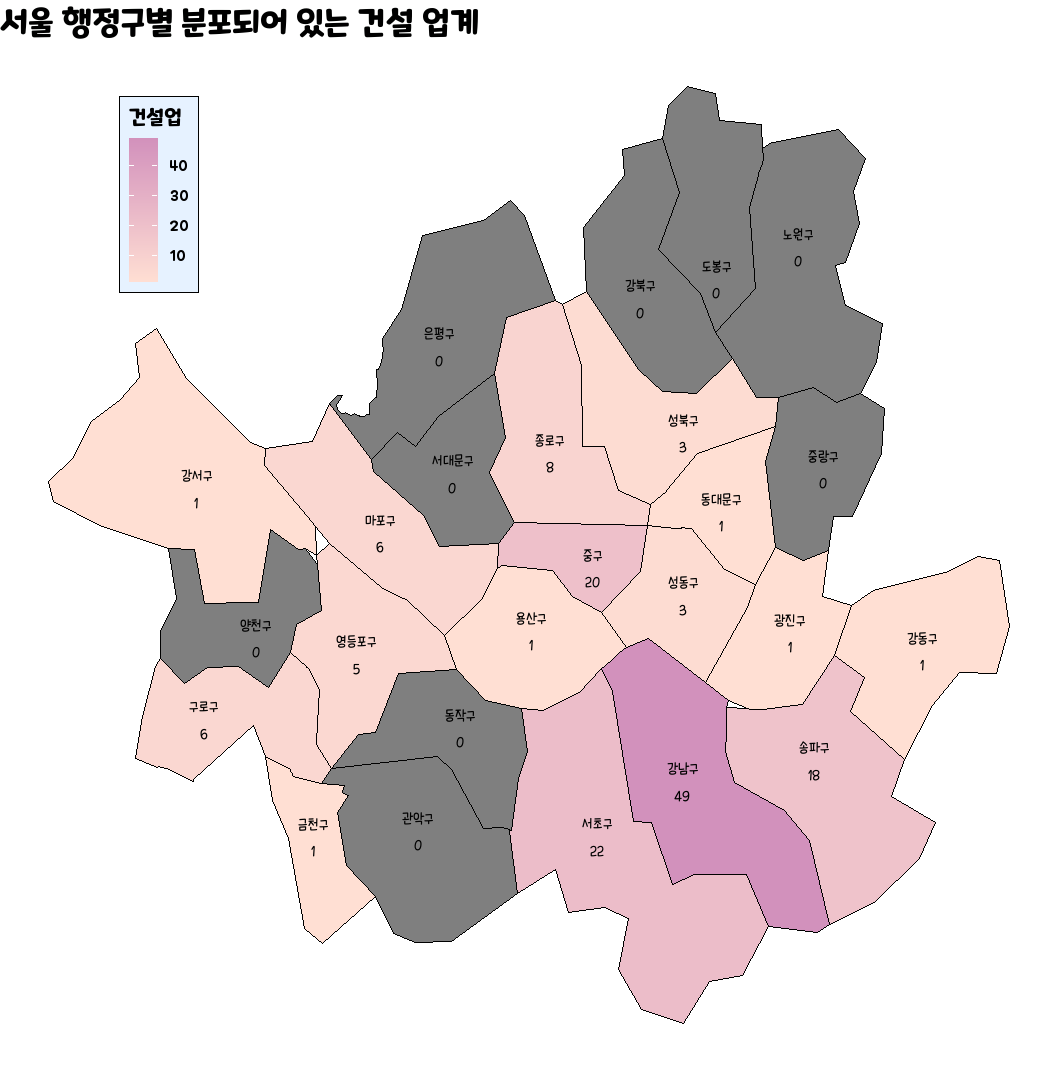 서울 행정구별 분포되어 있는 건설 업계
건설업
40
30
20
10
노원구
0
도봉구
0
강북구
0
은평구
0
성북구
3
종로구
8
서대문구
0
중랑구
0
강서구
1
동대문구
1
마포구
6
중구
20
성동구
3
용산구
1
광진구
1
양천구
0
강동구
1
영등포구
5
구로구
6
동작구
0
송파구
18
강남구
49
관악구
0
서초구
22
금천구
1